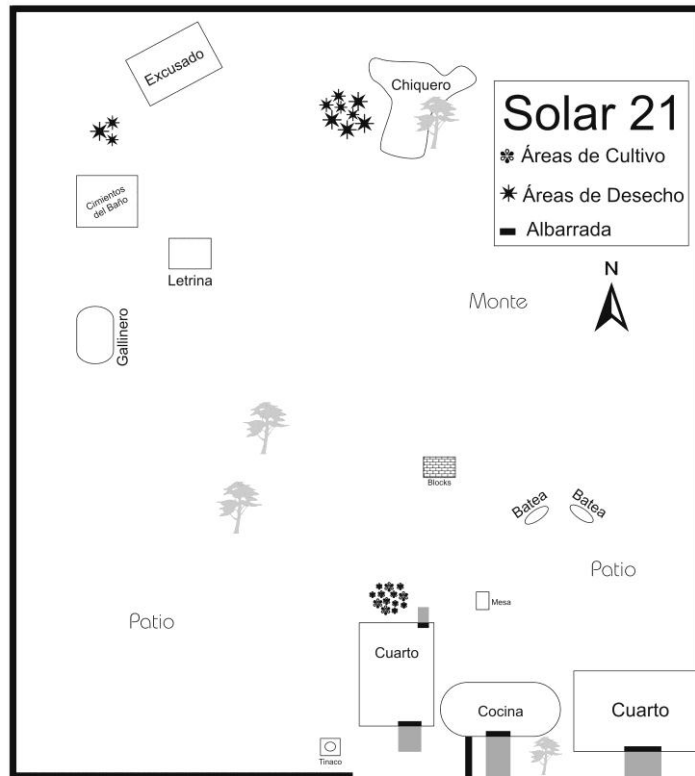 Excusado
Chiquero
Solar 21
Áreas de Cultivo
Áreas de Desecho
Albarrada
Cimientos
del Baño
Letrina
N
Monte
Gallinero
Blocks
Batea
Batea
Patio
Mesa
Patio
Cuarto
Cocina
Cuarto
Tinaco